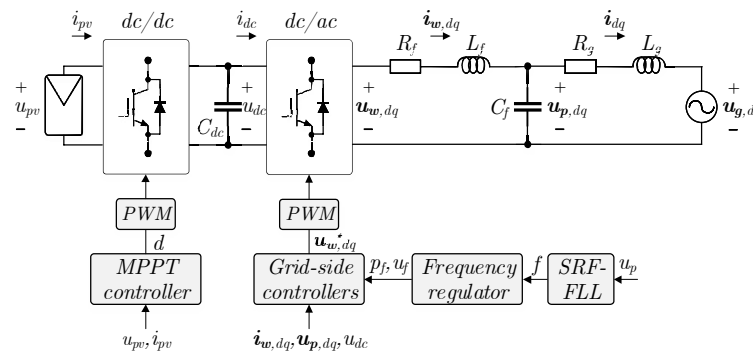 i_pv dc/dc i_dc dc/ac i_w,dq i_dq
R_f L_f R_g L_g
+ u_pv −
+ u_dc −
C_dc
+ u_w,dq −
C_f
+ u_p,dq −
+ u_g,d −
PWM PWM
d u*_w,dq
MPPT controller
Grid-side controllers
p_f, u_f
Frequency regulator
f
SRF-FLL
u_p
u_pv, i_pv
i_w,dq, u_p,dq, u_dc